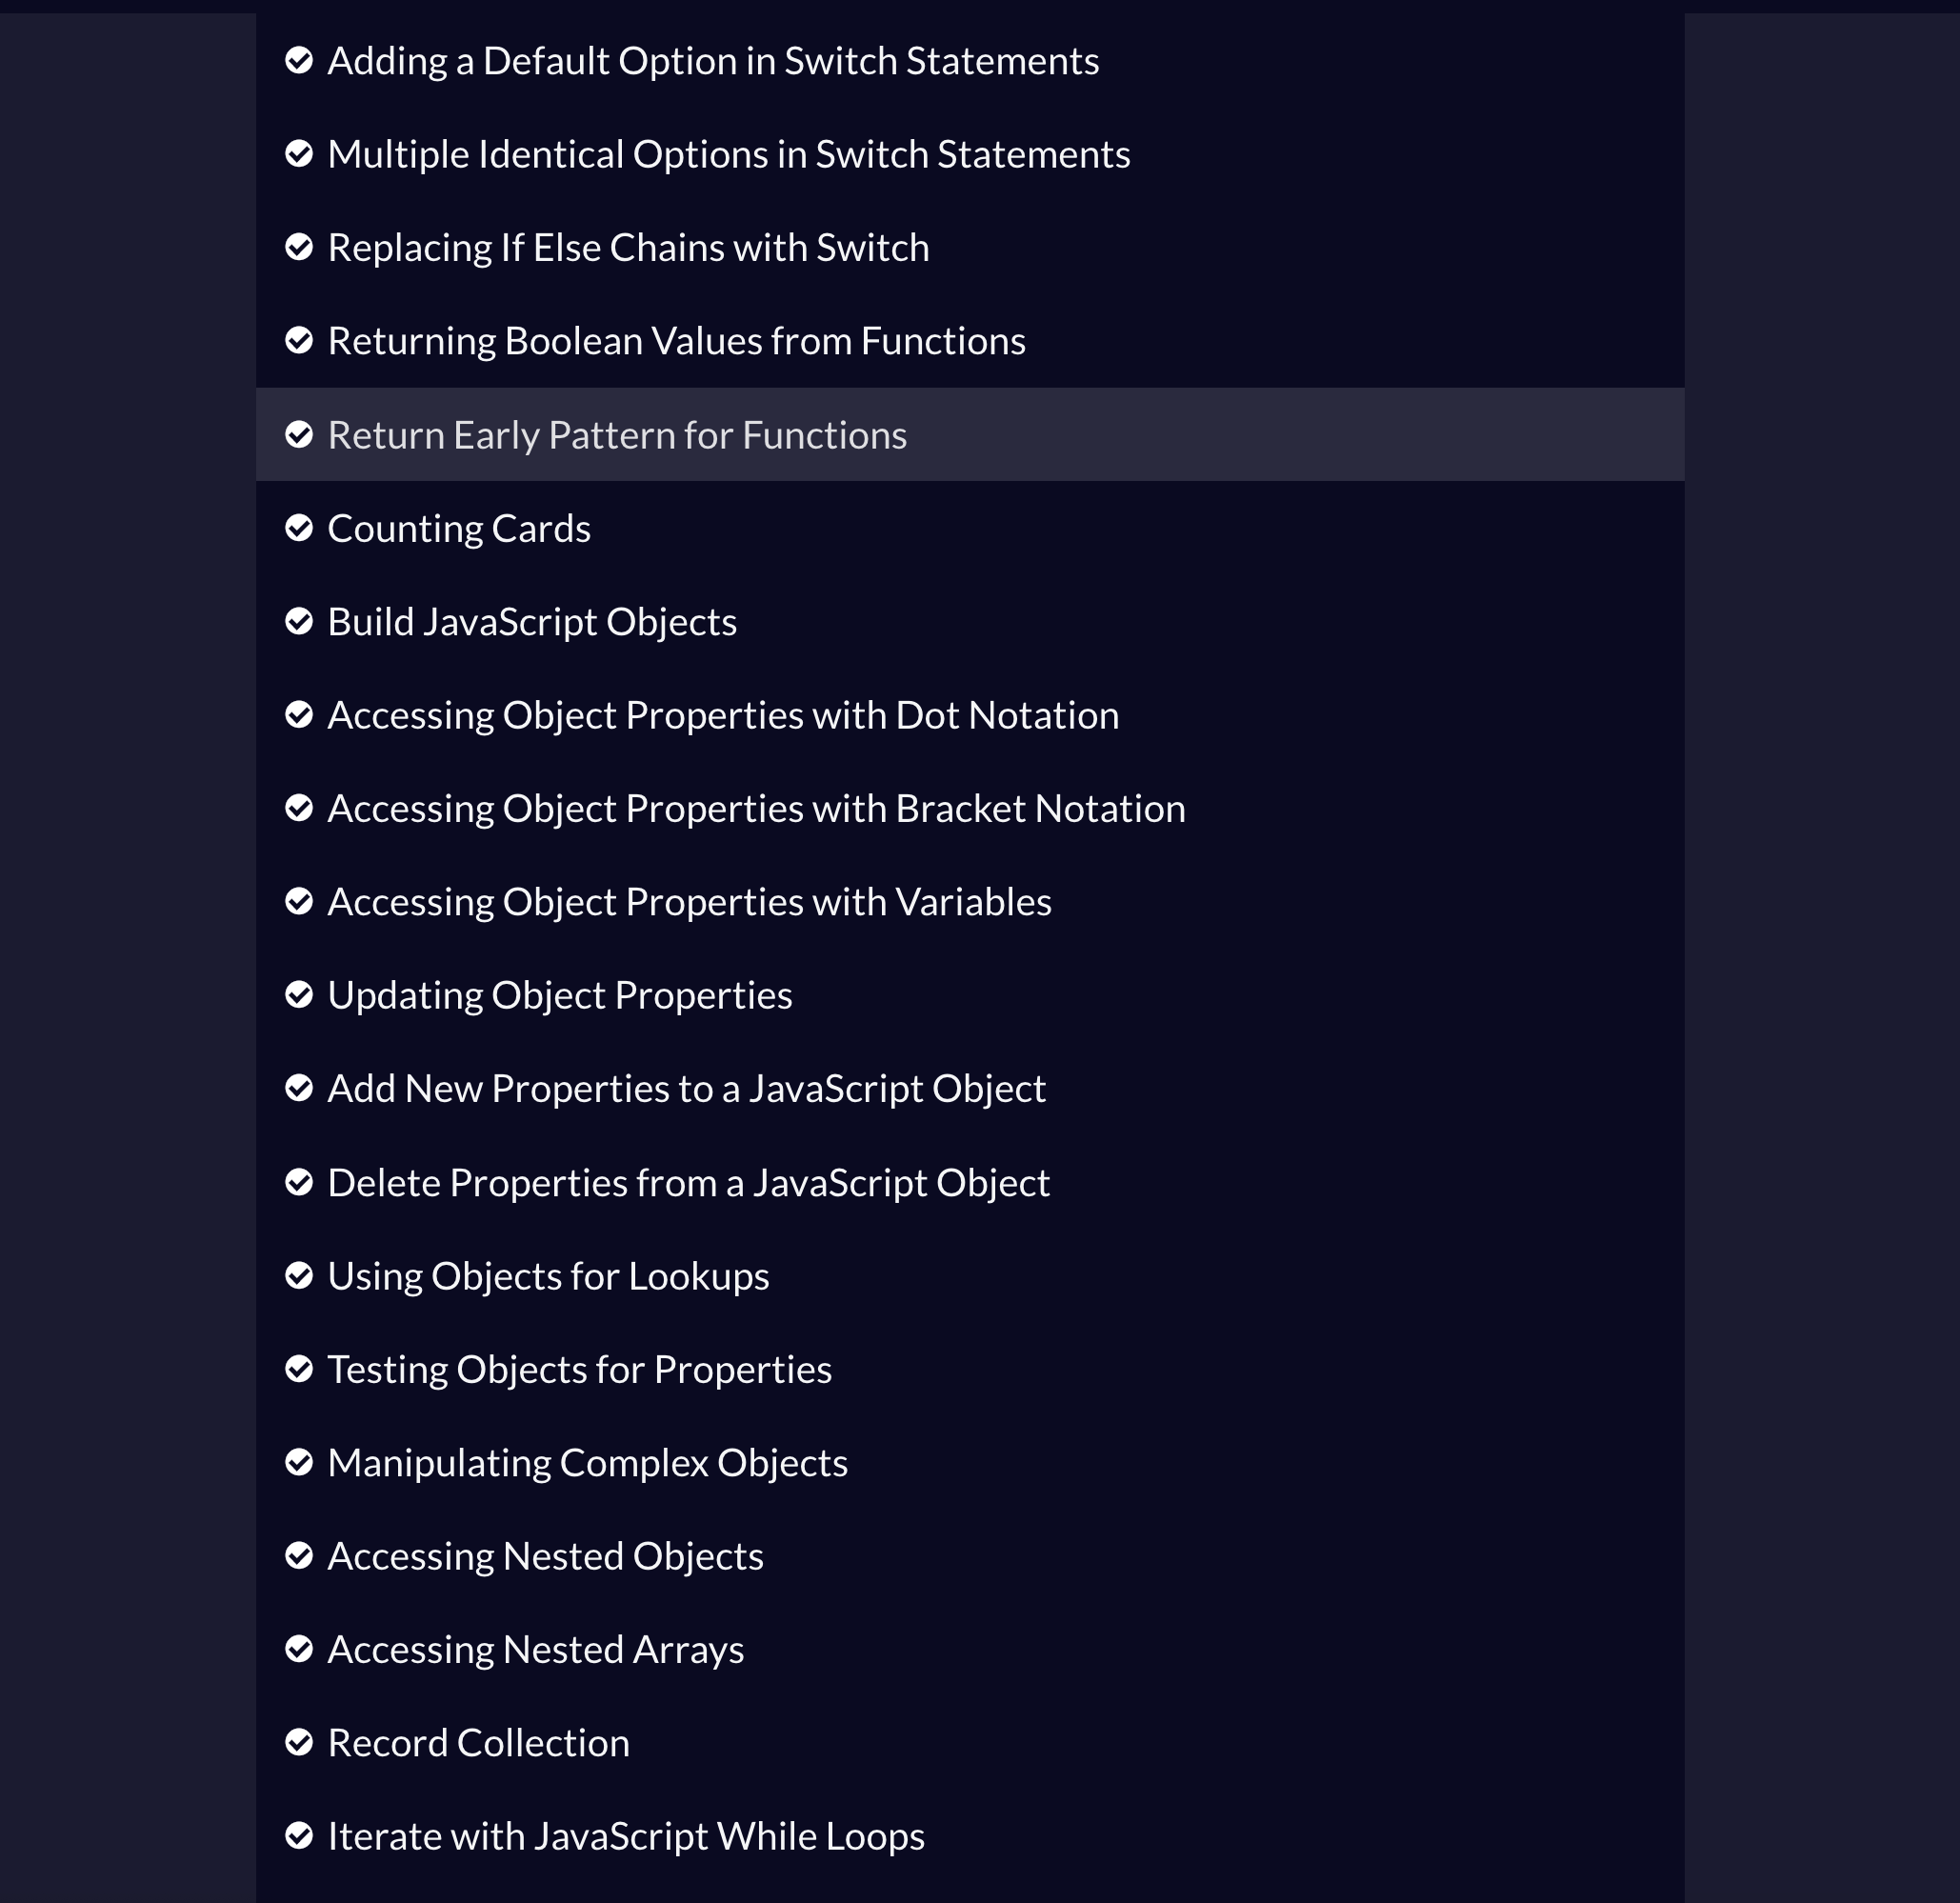 Adding a Default Option in Switch Statements
Multiple Identical Options in Switch Statements
Replacing If Else Chains with Switch
Returning Boolean Values from Functions
Return Early Pattern for Functions
Counting Cards
Build JavaScript Objects
Accessing Object Properties with Dot Notation
Accessing Object Properties with Bracket Notation
Accessing Object Properties with Variables
Updating Object Properties
Add New Properties to a JavaScript Object
Delete Properties from a JavaScript Object
Using Objects for Lookups
Testing Objects for Properties
Manipulating Complex Objects
Accessing Nested Objects
Accessing Nested Arrays
Record Collection
Iterate with JavaScript While Loops